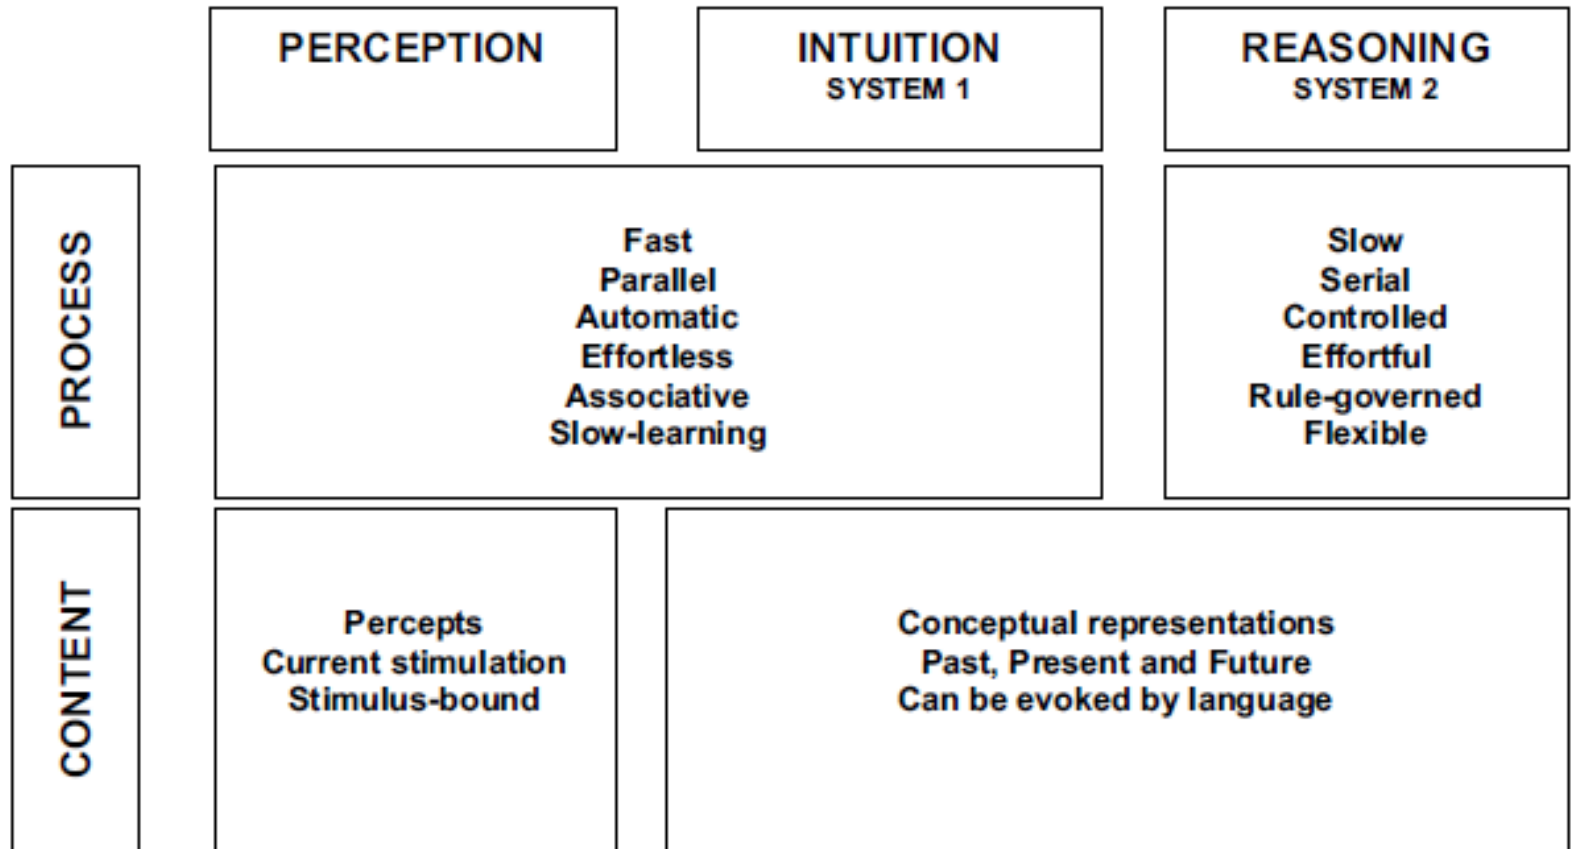 PERCEPTION
INTUITION
SYSTEM 1
REASONING
SYSTEM 2
PROCESS
Fast
Parallel
Automatic
Effortless
Associative
Slow-learning
Slow
Serial
Controlled
Effortful
Rule-governed
Flexible
CONTENT
Percepts
Current stimulation
Stimulus-bound
Conceptual representations
Past, Present and Future
Can be evoked by language